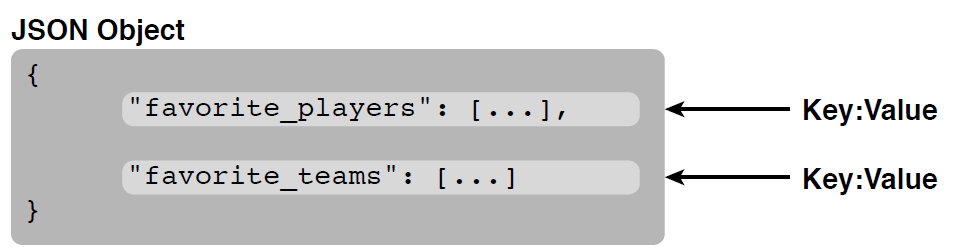 JSON Object
{
"favorite_players": [...], Key:Value
"favorite_teams": [...] Key:Value
}